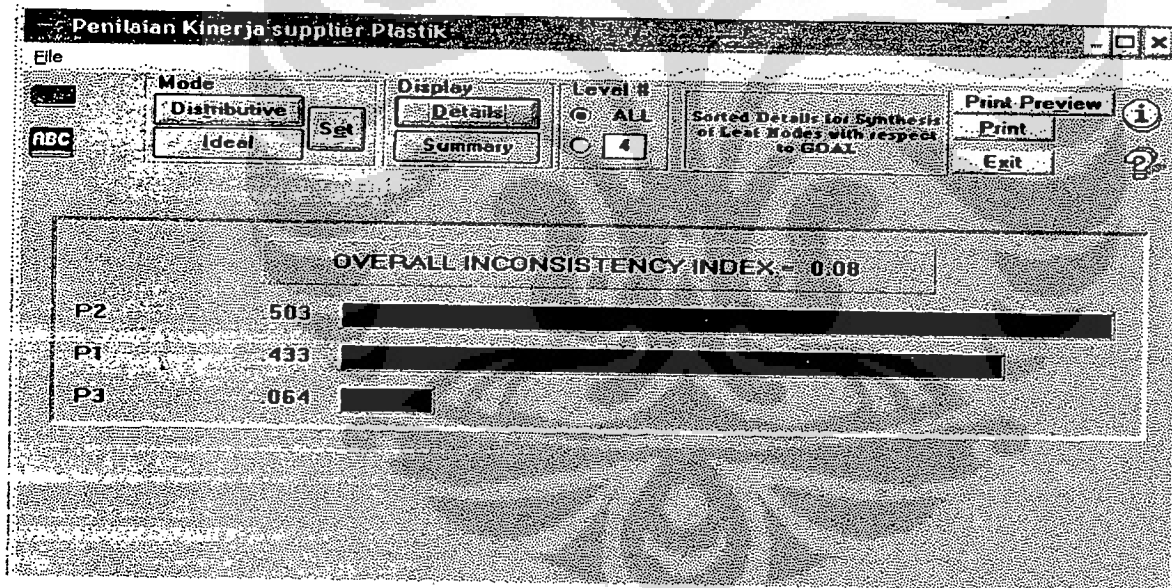 Penilaian Kinerja supplier Plastik
File
Mode
Distributive
Ideal
Set
Display
Details
Summary
Level #
ALL
4
Sorted Details for Synthesis
of Leaf Nodes with respect
to GOAL
Print Preview
Print
Exit
ABC
OVERALL INCONSISTENCY INDEX = 0.08
P2 .503
P1 .433
P3 .064